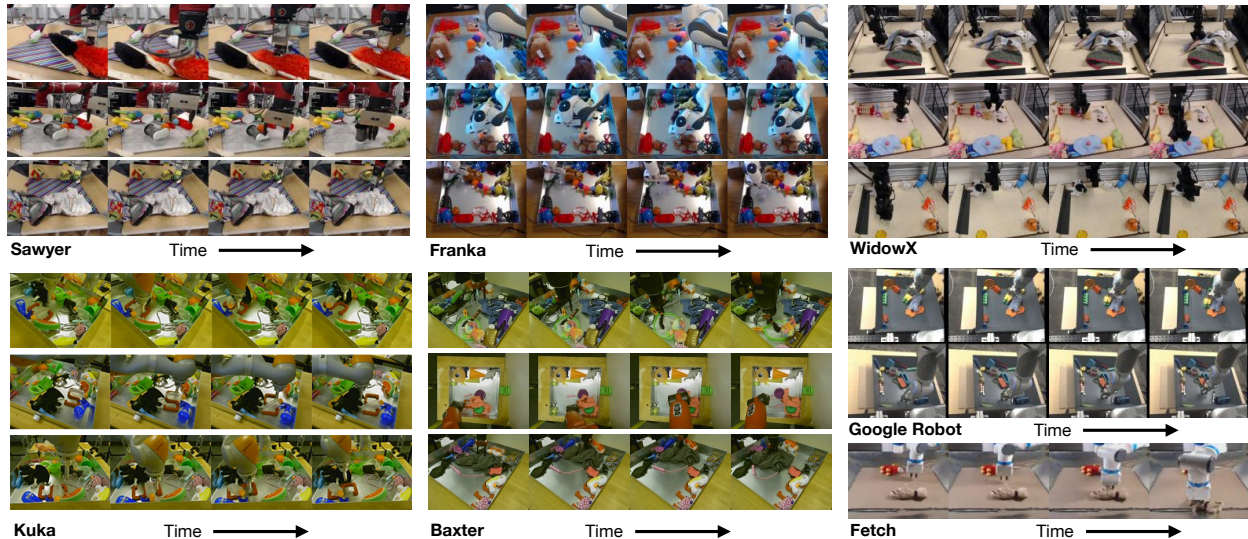 Sawyer Time
Franka Time
WidowX Time
Google Robot Time
Kuka Time
Baxter Time
Fetch Time